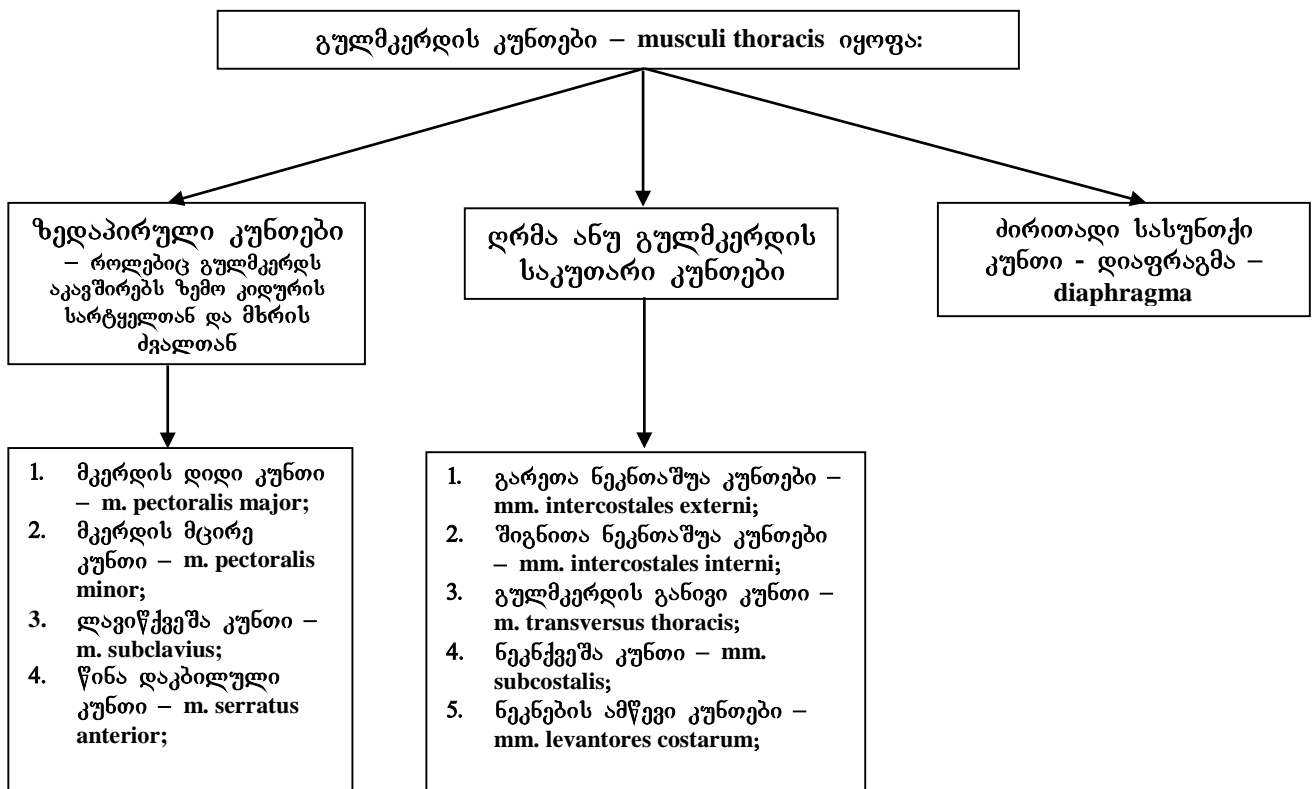 გულმკერდის კუნთები – musculi thoracis იყოფა:
ზედაპირული კუნთები
– როლებიც გულმკერდს
აკავშირებს ზემო კიდურის
სარტყელთან და მხრის
ძვალთან
ღრმა ანუ გულმკერდის
საკუთარი კუნთები
ძირითადი სასუნთქი
კუნთი - დიაფრაგმა –
diaphragma
1. მკერდის დიდი კუნთი
– m. pectoralis major;
2. მკერდის მცირე
კუნთი – m. pectoralis
minor;
3. ლავიწქვეშა კუნთი –
m. subclavius;
4. წინა დაკბილული
კუნთი – m. serratus
anterior;
1. გარეთა ნეკნთაშუა კუნთები –
mm. intercostales externi;
2. შიგნითა ნეკნთაშუა კუნთები
– mm. intercostales interni;
3. გულმკერდის განივი კუნთი –
m. transversus thoracis;
4. ნეკნქვეშა კუნთი – mm.
subcostalis;
5. ნეკნების ამწევი კუნთები –
mm. levantores costarum;